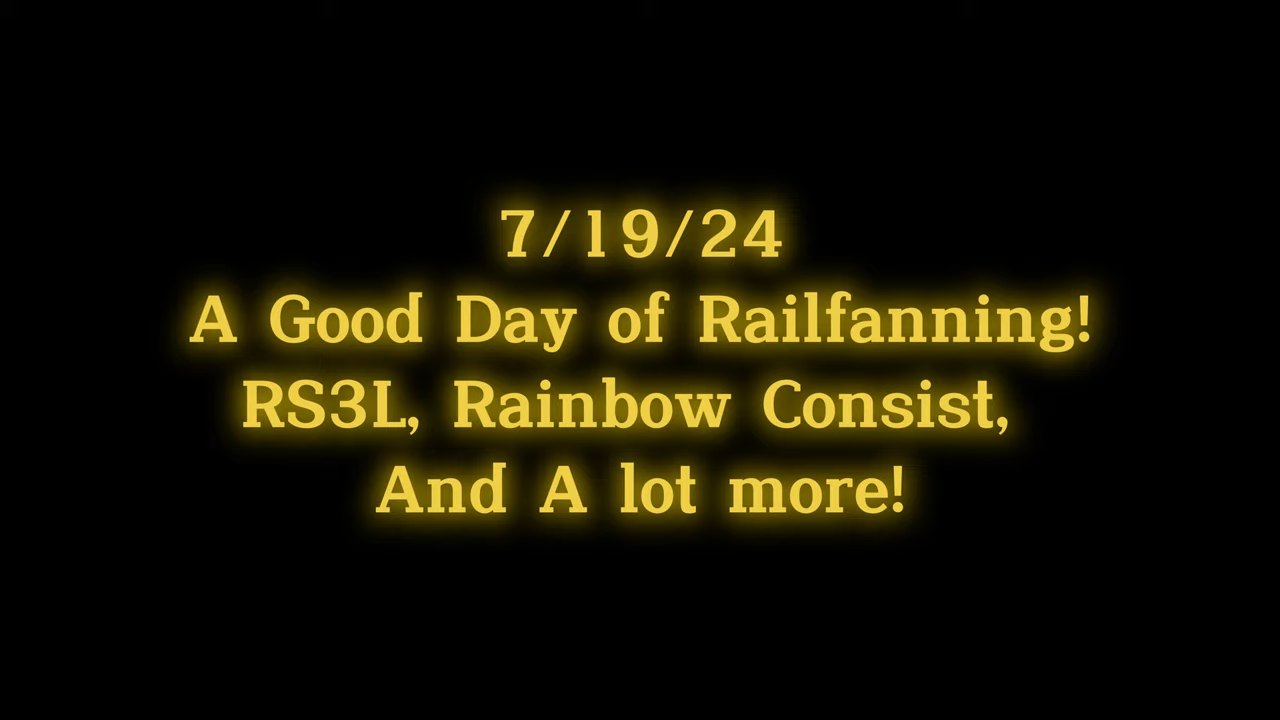 7/19/24
A Good Day of Railfanning!
RS3L, Rainbow Consist,
And A lot more!